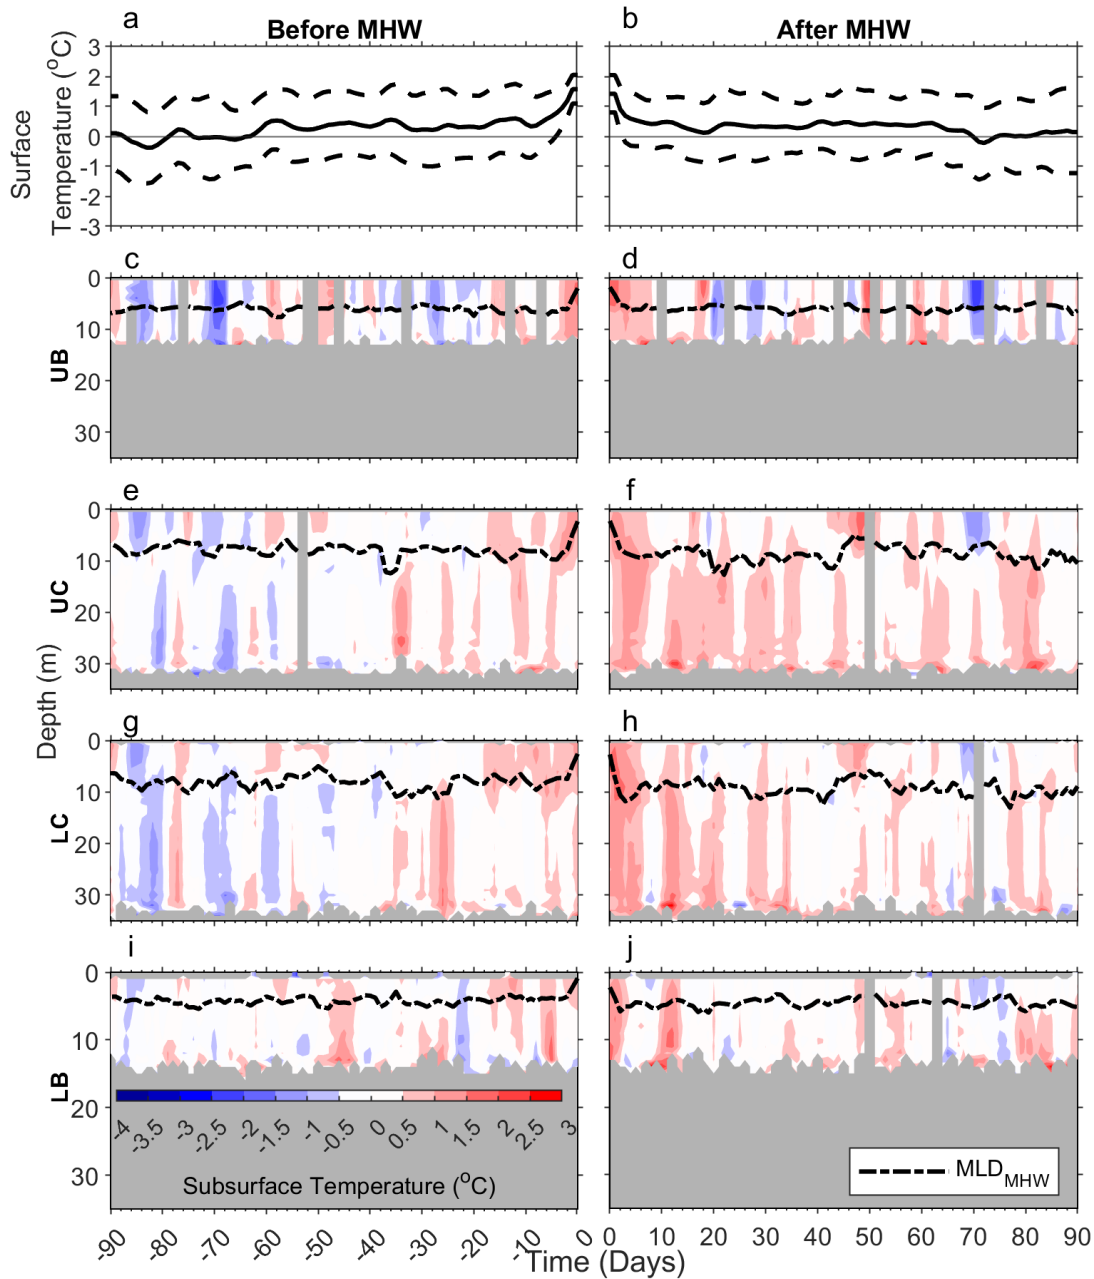 a
b
Before MHW
After MHW
Surface
Temperature (°C)
3
2
1
0
-1
-2
-3
c
d
UB
0
10
20
30
e
f
UC
0
10
20
30
Depth (m)
g
h
LC
0
10
20
30
i
j
LB
0
10
20
30
-4
-3.5
-3
-2.5
-2
-1.5
-1
-0.5
0
0.5
1
1.5
2
2.5
3
Subsurface Temperature (°C)
MLD MHW
-90
-80
-70
-60
-50
-40
-30
-20
-10
0
0
10
20
30
40
50
60
70
80
90
Time (Days)